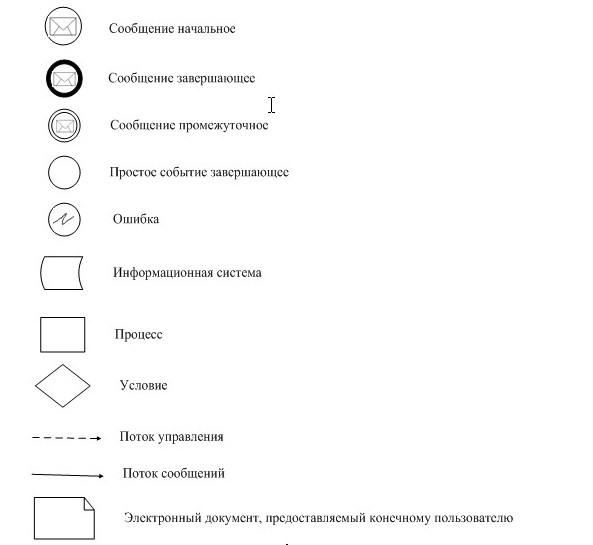 Сообщение начальное
Сообщение завершающее
Сообщение промежуточное
Простое событие завершающее
Ошибка
Информационная система
Процесс
Условие
Поток управления
Поток сообщений
Электронный документ, предоставляемый конечному пользователю